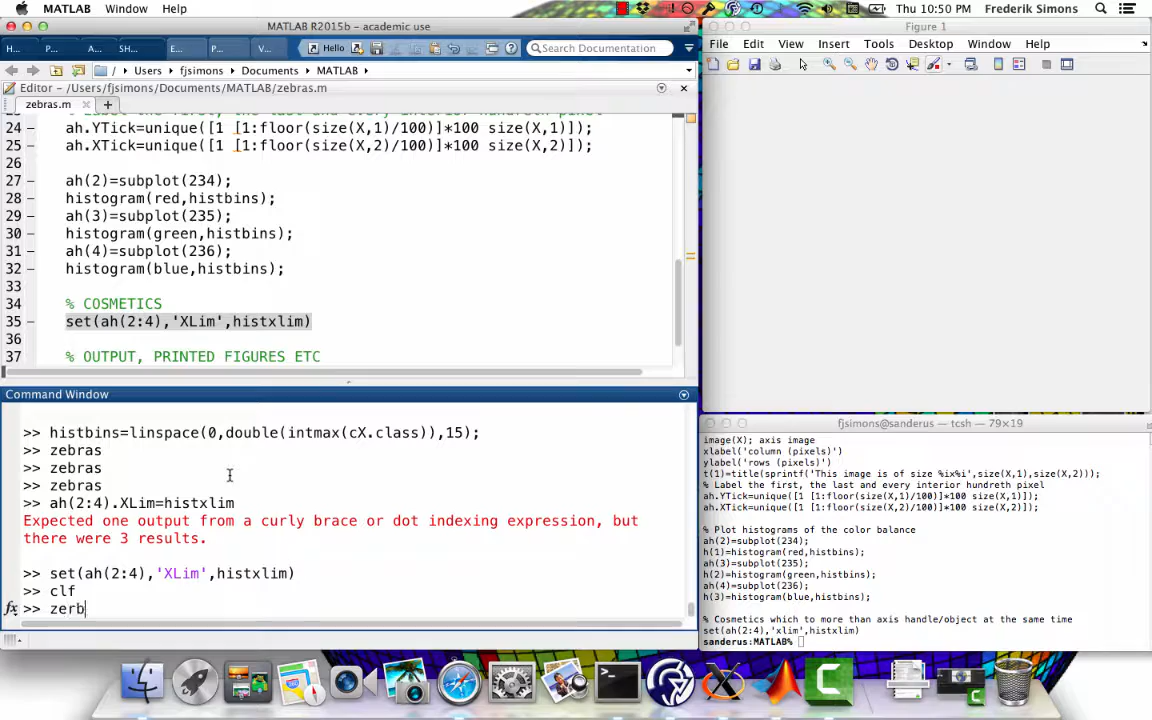 MATLAB Window Help
Thu 10:50 PM Frederik Simons
MATLAB R2015b - academic use
H... P... A... SH... E... P... V... Hello Search Documentation
/ Users fjsimons Documents MATLAB
Editor - /Users/fjsimons/Documents/MATLAB/zebras.m
zebras.m
24 ah.YTick=unique([1 [1:floor(size(X,1)/100)]*100 size(X,1)]);
25 ah.XTick=unique([1 [1:floor(size(X,2)/100)]*100 size(X,2)]);
26
27 ah(2)=subplot(234);
28 histogram(red,histbins);
29 ah(3)=subplot(235);
30 histogram(green,histbins);
31 ah(4)=subplot(236);
32 histogram(blue,histbins);
33
34 % COSMETICS
35 set(ah(2:4),'XLim',histxlim)
36
37 % OUTPUT, PRINTED FIGURES ETC
Command Window
>> histbins=linspace(0,double(intmax(cX.class)),15);
>> zebras
>> zebras
>> zebras
>> ah(2:4).XLim=histxlim
Expected one output from a curly brace or dot indexing expression, but
there were 3 results.
>> set(ah(2:4),'XLim',histxlim)
>> clf
fx >> zerb
Figure 1
File Edit View Insert Tools Desktop Window Help
fjsimons@sanderus — tcsh — 79×19
image(X); axis image
xlabel('column (pixels)')
ylabel('rows (pixels)')
t(1)=title(sprintf('This image is of size %ix%i',size(X,1),size(X,2)));
% Label the first, the last and every interior hundreth pixel
ah.YTick=unique([1 [1:floor(size(X,1)/100)]*100 size(X,1)]);
ah.XTick=unique([1 [1:floor(size(X,2)/100)]*100 size(X,2)]);
% Plot histograms of the color balance
ah(2)=subplot(234);
h(1)=histogram(red,histbins);
ah(3)=subplot(235);
h(2)=histogram(green,histbins);
ah(4)=subplot(236);
h(3)=histogram(blue,histbins);
% Cosmetics which to more than axis handle/object at the same time
set(ah(2:4),'xlim',histxlim)
sanderus:MATLAB%